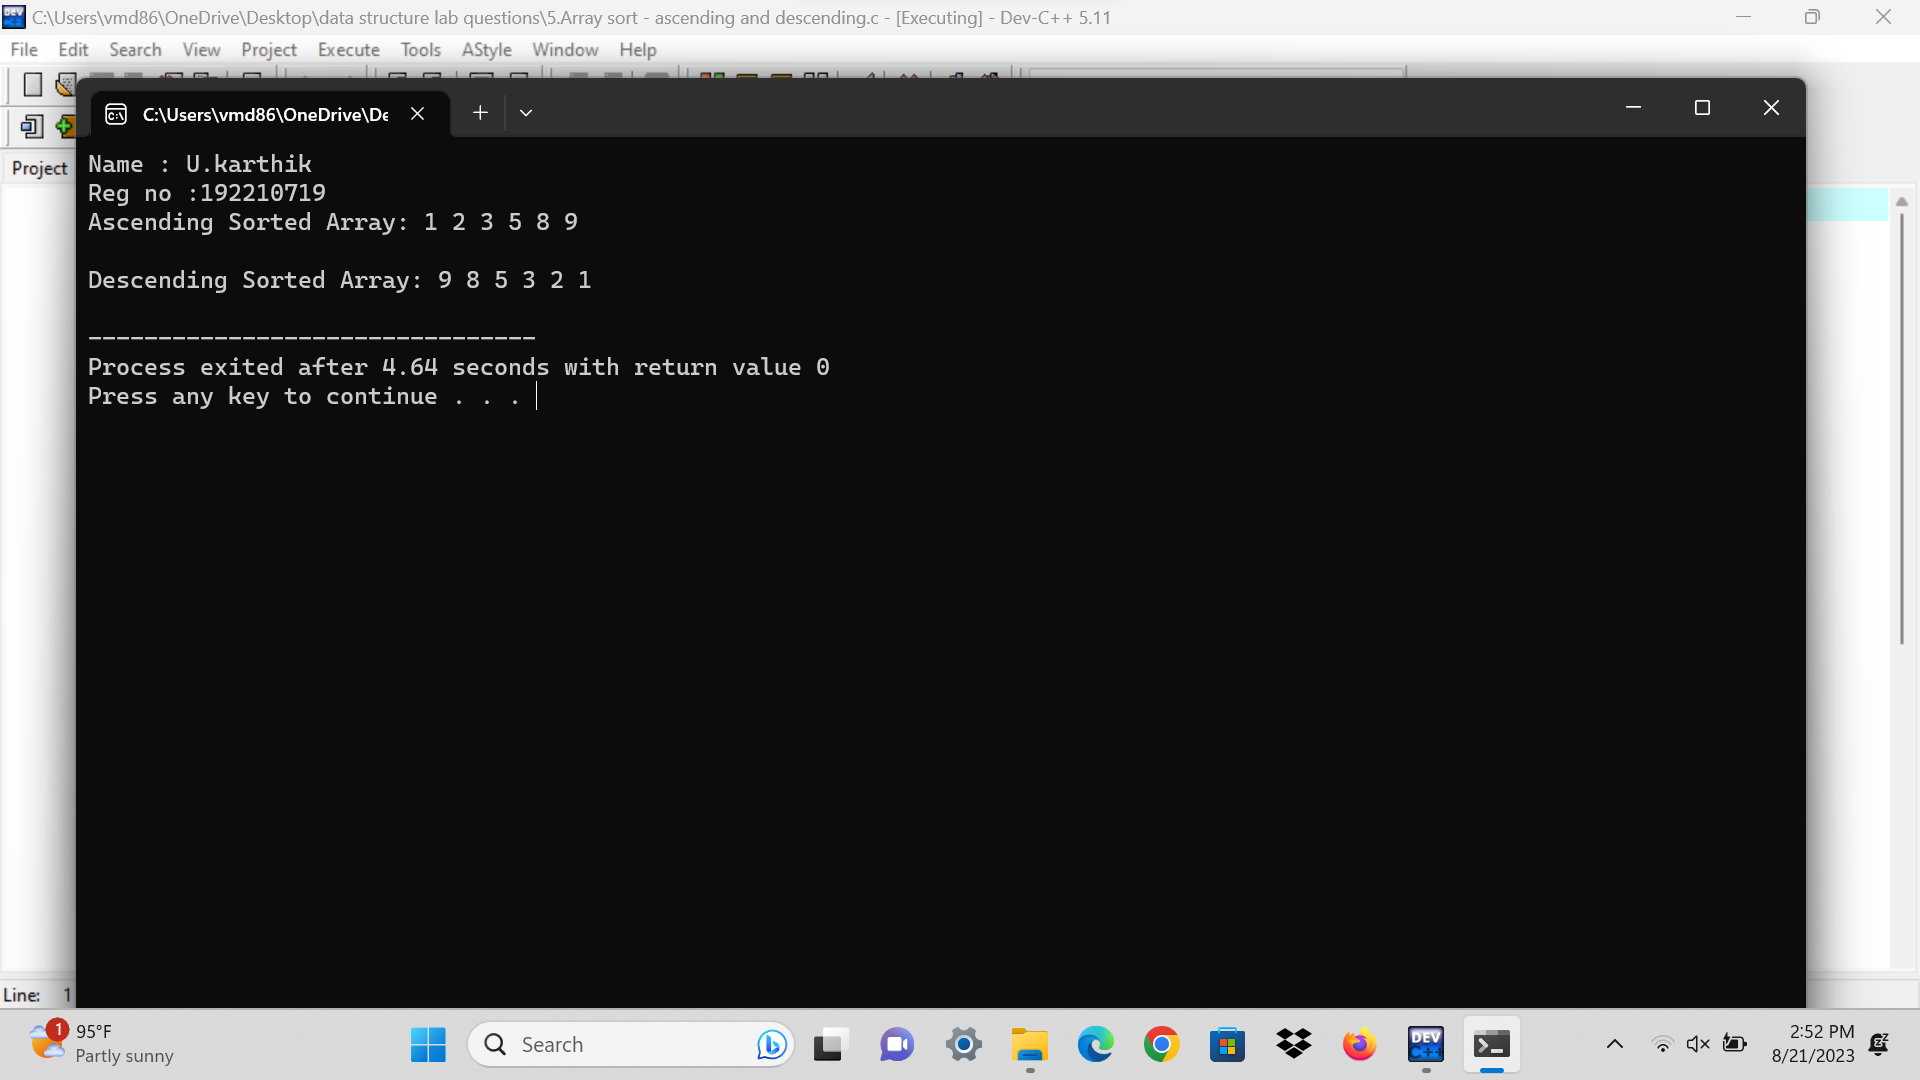 C:\Users\vmd86\OneDrive\Desktop\data structure lab questions\5.Array sort - ascending and descending.c - [Executing] - Dev-C++ 5.11
File Edit Search View Project Execute Tools AStyle Window Help
C:\Users\vmd86\OneDrive\De
Project
Name : U.karthik
Reg no :192210719
Ascending Sorted Array: 1 2 3 5 8 9
Descending Sorted Array: 9 8 5 3 2 1
--------------------------------
Process exited after 4.64 seconds with return value 0
Press any key to continue . . .
Line: 1
1
95°F
Partly sunny
Search
DEV
C++
2:52 PM
8/21/2023